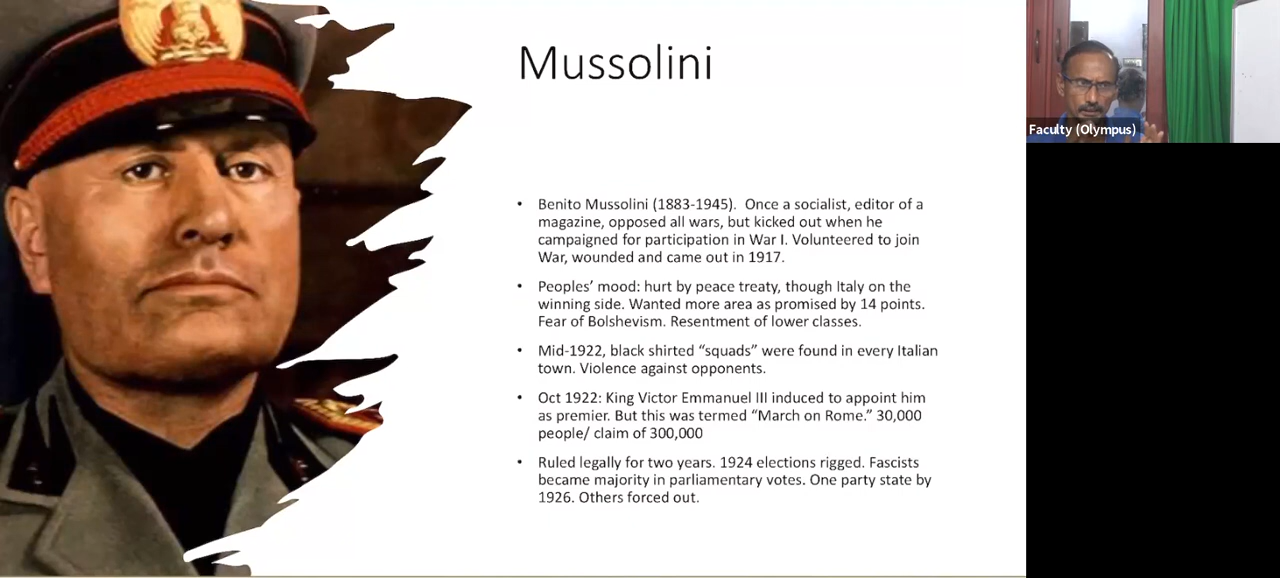 Mussolini
Faculty (Olympus)
• Benito Mussolini (1883-1945).  Once a socialist, editor of a
magazine, opposed all wars, but kicked out when he
campaigned for participation in War I. Volunteered to join
War, wounded and came out in 1917.
• Peoples’ mood: hurt by peace treaty, though Italy on the
winning side. Wanted more area as promised by 14 points.
Fear of Bolshevism. Resentment of lower classes.
• Mid-1922, black shirted “squads” were found in every Italian
town. Violence against opponents.
• Oct 1922: King Victor Emmanuel III induced to appoint him
as premier. But this was termed “March on Rome.” 30,000
people/ claim of 300,000
• Ruled legally for two years. 1924 elections rigged. Fascists
became majority in parliamentary votes. One party state by
1926. Others forced out.